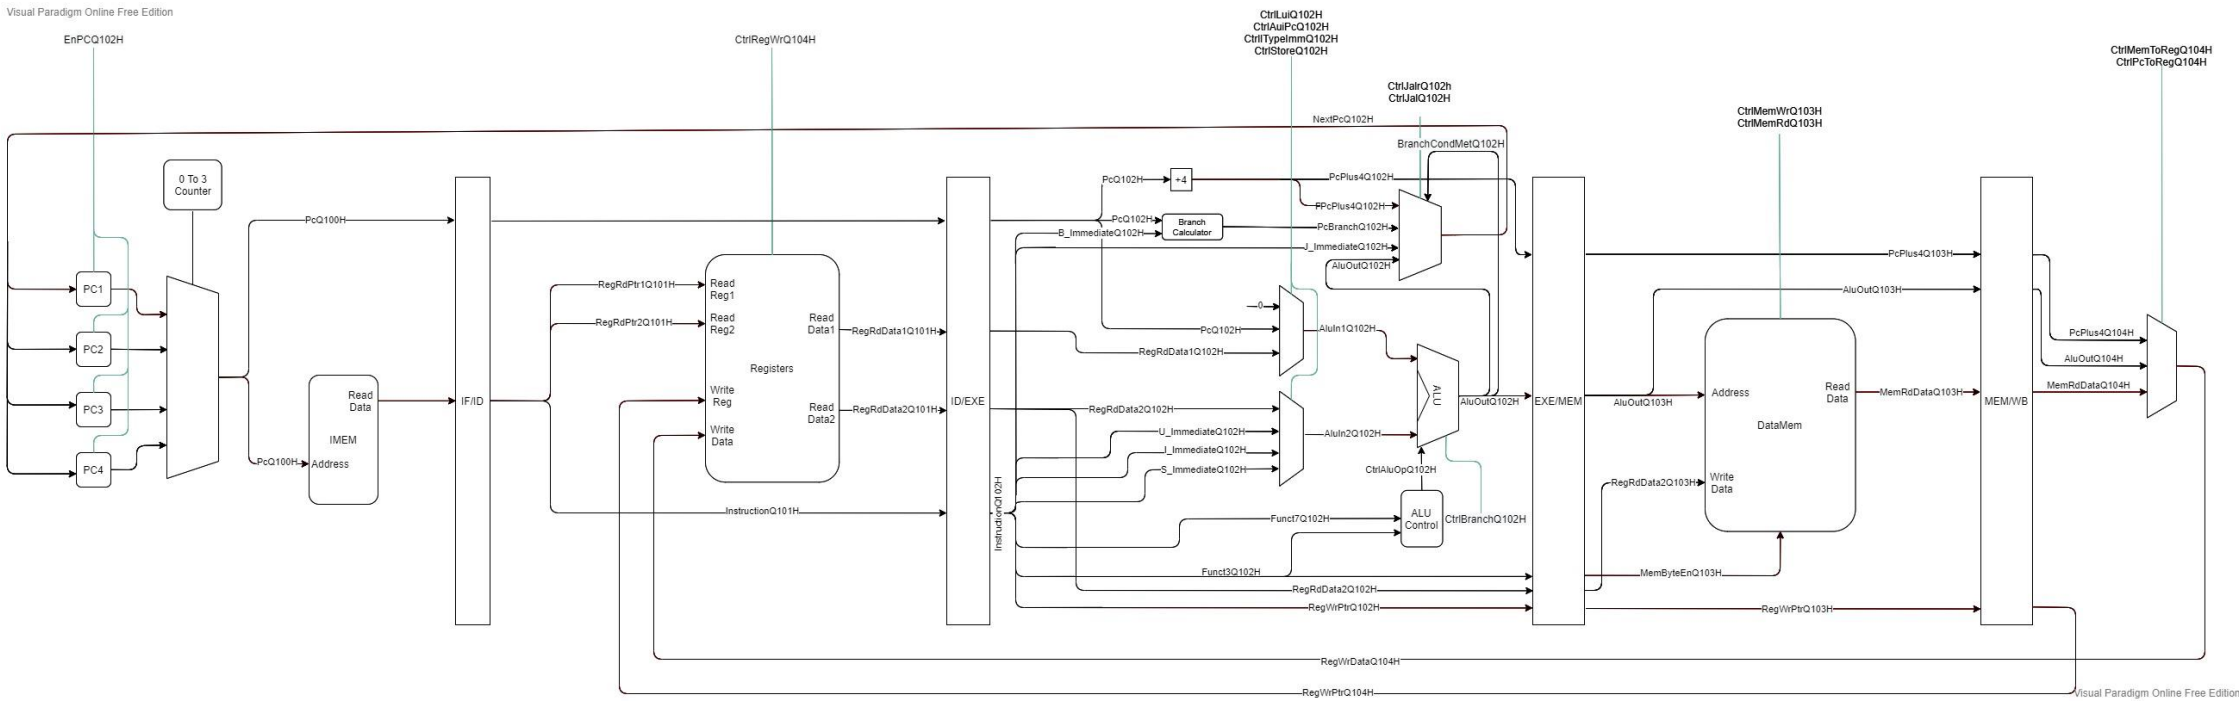 Visual Paradigm Online Free Edition
EnPCQ102H
CtrlRegWrQ104H
CtrlLuiQ102H
CtrlAuiPcQ102H
CtrlITypeImmQ102H
CtrlStoreQ102H
CtrlMemToRegQ104H
CtrlPcToRegQ104H
CtrlJalrQ102h
CtrlJalQ102H
CtrlMemWrQ103H
CtrlMemRdQ103H
NextPcQ102H
BranchCondMetQ102H
0 To 3
Counter
PcQ102H
+4
PcPlus4Q102H
PcQ100H
FPcPlus4Q102H
PcQ102H
Branch
Calculator
PcBranchQ102H
B_ImmediateQ102H
J_ImmediateQ102H
AluOutQ102H
PcPlus4Q103H
PC1
RegRdPtr1Q101H
Read
Reg1
AluOutQ103H
0
RegRdPtr2Q101H
Read
Reg2
Read
Data1
RegRdData1Q101H
PcQ102H
AluIn1Q102H
PcPlus4Q104H
PC2
RegRdData1Q102H
AluOutQ104H
Registers
ALU
Read
Data
Write
Reg
Address
Read
Data
MemRdDataQ103H
MemRdDataQ104H
IF/ID
ID/EXE
AluOutQ102H
EXE/MEM
AluOutQ103H
MEM/WB
PC3
Read
Data2
RegRdData2Q101H
RegRdData2Q102H
DataMem
IMEM
Write
Data
U_ImmediateQ102H
AluIn2Q102H
I_ImmediateQ102H
PC4
PcQ100H
Address
S_ImmediateQ102H
CtrlAluOpQ102H
RegRdData2Q103H
Write
Data
InstructionQ101H
InstructionQ102H
Funct7Q102H
ALU
Control
CtrlBranchQ102H
Funct3Q102H
MemByteEnQ103H
RegRdData2Q102H
RegWrPtrQ102H
RegWrPtrQ103H
RegWrDataQ104H
RegWrPtrQ104H
Visual Paradigm Online Free Edition